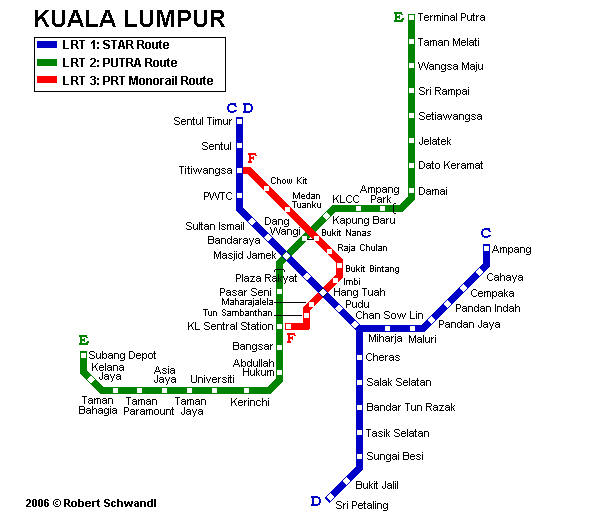 KUALA LUMPUR
LRT 1: STAR Route
LRT 2: PUTRA Route
LRT 3: PRT Monorail Route
E
Terminal Putra
Taman Melati
Wangsa Maju
Sri Rampai
Setiawangsa
Jelatek
Dato Keramat
Damai
Ampang
Park
KLCC
Kapung Baru
C D
Sentul Timur
Sentul
Titiwangsa
PWTC
F
Chow Kit
Medan
Tuanku
Dang
Wangi
Bukit Nanas
Sultan Ismail
Bandaraya
Masjid Jamek
Raja Chulan
Bukit Bintang
Imbi
Plaza Rakyat
Hang Tuah
Pasar Seni
Maharajalela
Pudu
Tun Sambanthan
KL Sentral Station
F
Chan Sow Lin
C
Ampang
Cahaya
Cempaka
Pandan Indah
Pandan Jaya
Maluri
Miharja
Bangsar
Abdullah
Hukum
E
Subang Depot
Kelana
Jaya
Asia
Jaya
Universiti
Taman
Bahagia
Taman
Paramount
Taman
Jaya
Kerinchi
Cheras
Salak Selatan
Bandar Tun Razak
Tasik Selatan
Sungai Besi
Bukit Jalil
D
Sri Petaling
2006 © Robert Schwandl